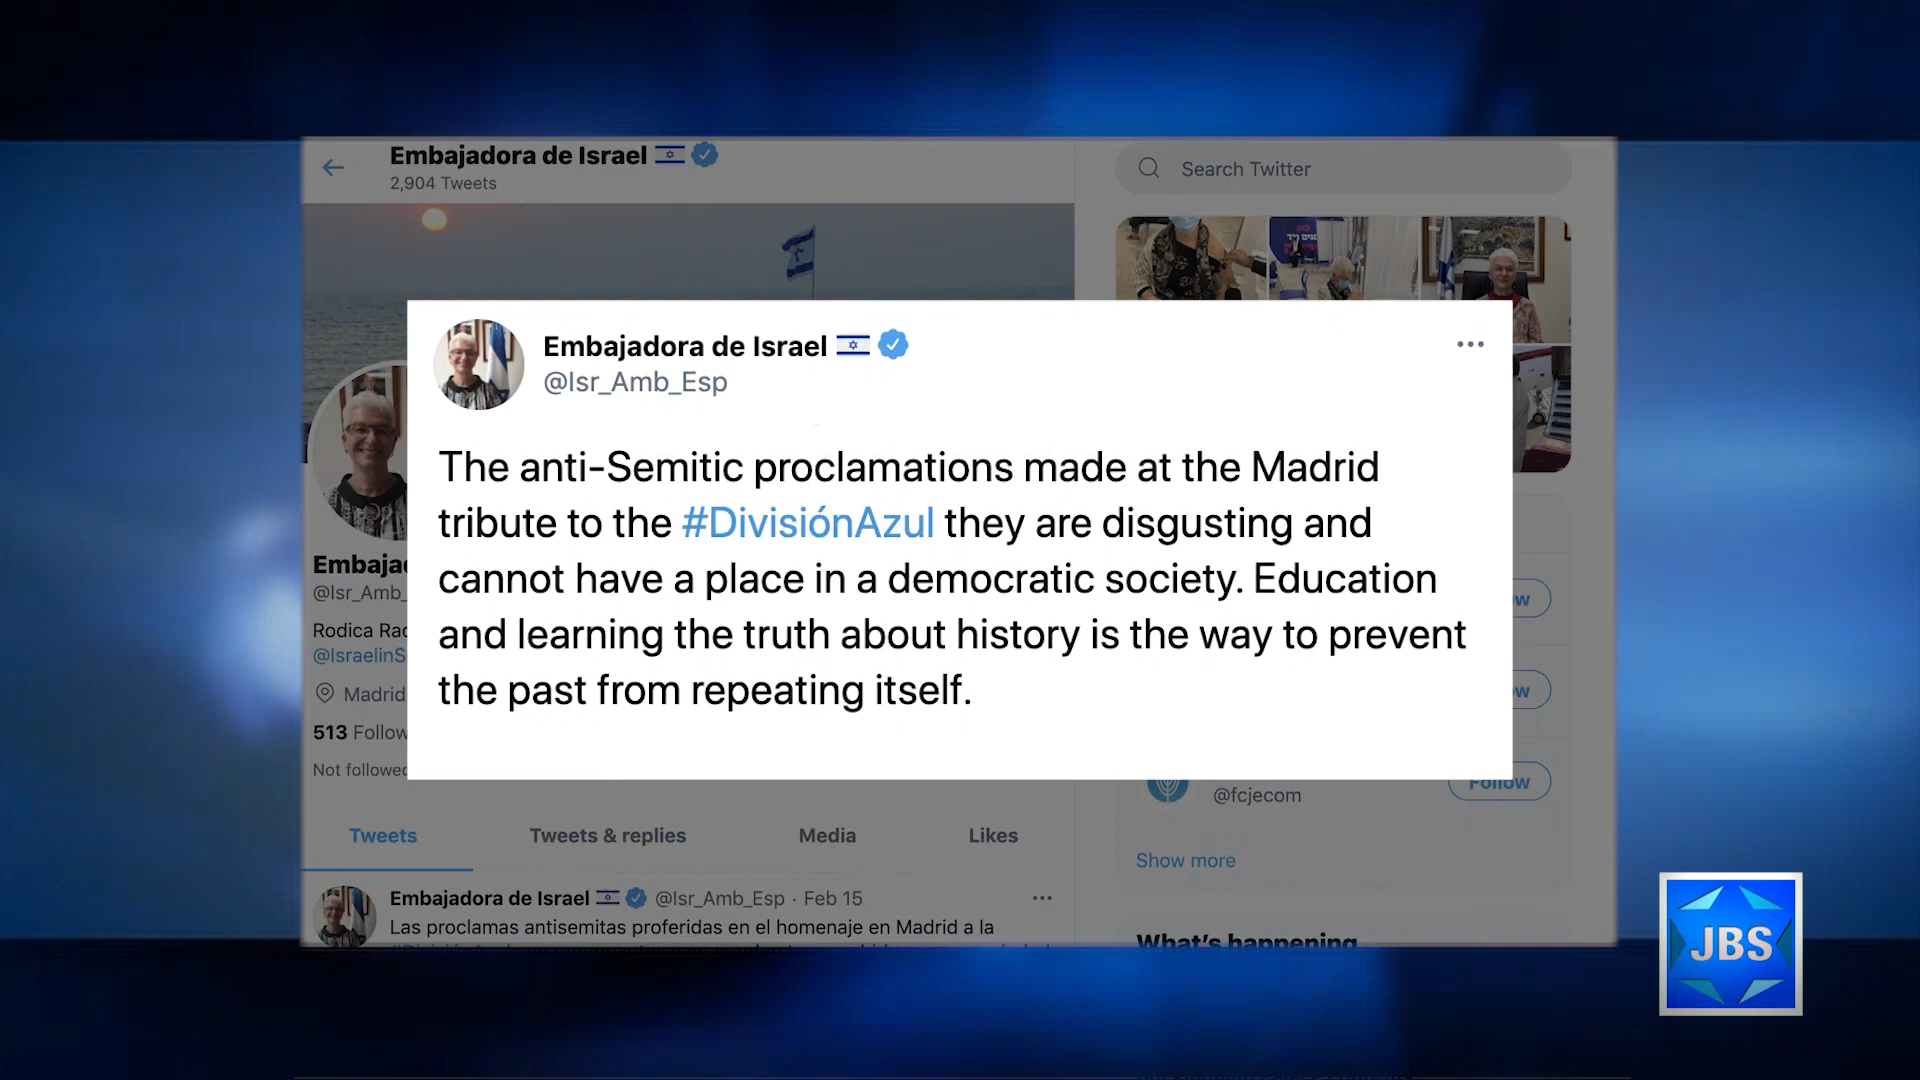 Embajadora de Israel
2,904 Tweets
Search Twitter
Embajadora de Israel
@Isr_Amb_Esp
The anti-Semitic proclamations made at the Madrid
tribute to the #DivisiónAzul they are disgusting and
cannot have a place in a democratic society. Education
and learning the truth about history is the way to prevent
the past from repeating itself.
@Isr_Amb_
Rodica
@IsraelinS
Madrid
513 Follow
Not followed
Follow
@fcjecom
Tweets
Tweets & replies
Media
Likes
Show more
Embajadora de Israel @Isr_Amb_Esp · Feb 15
Las proclamas antisemitas proferidas en el homenaje en Madrid a la
What's happening
JBS